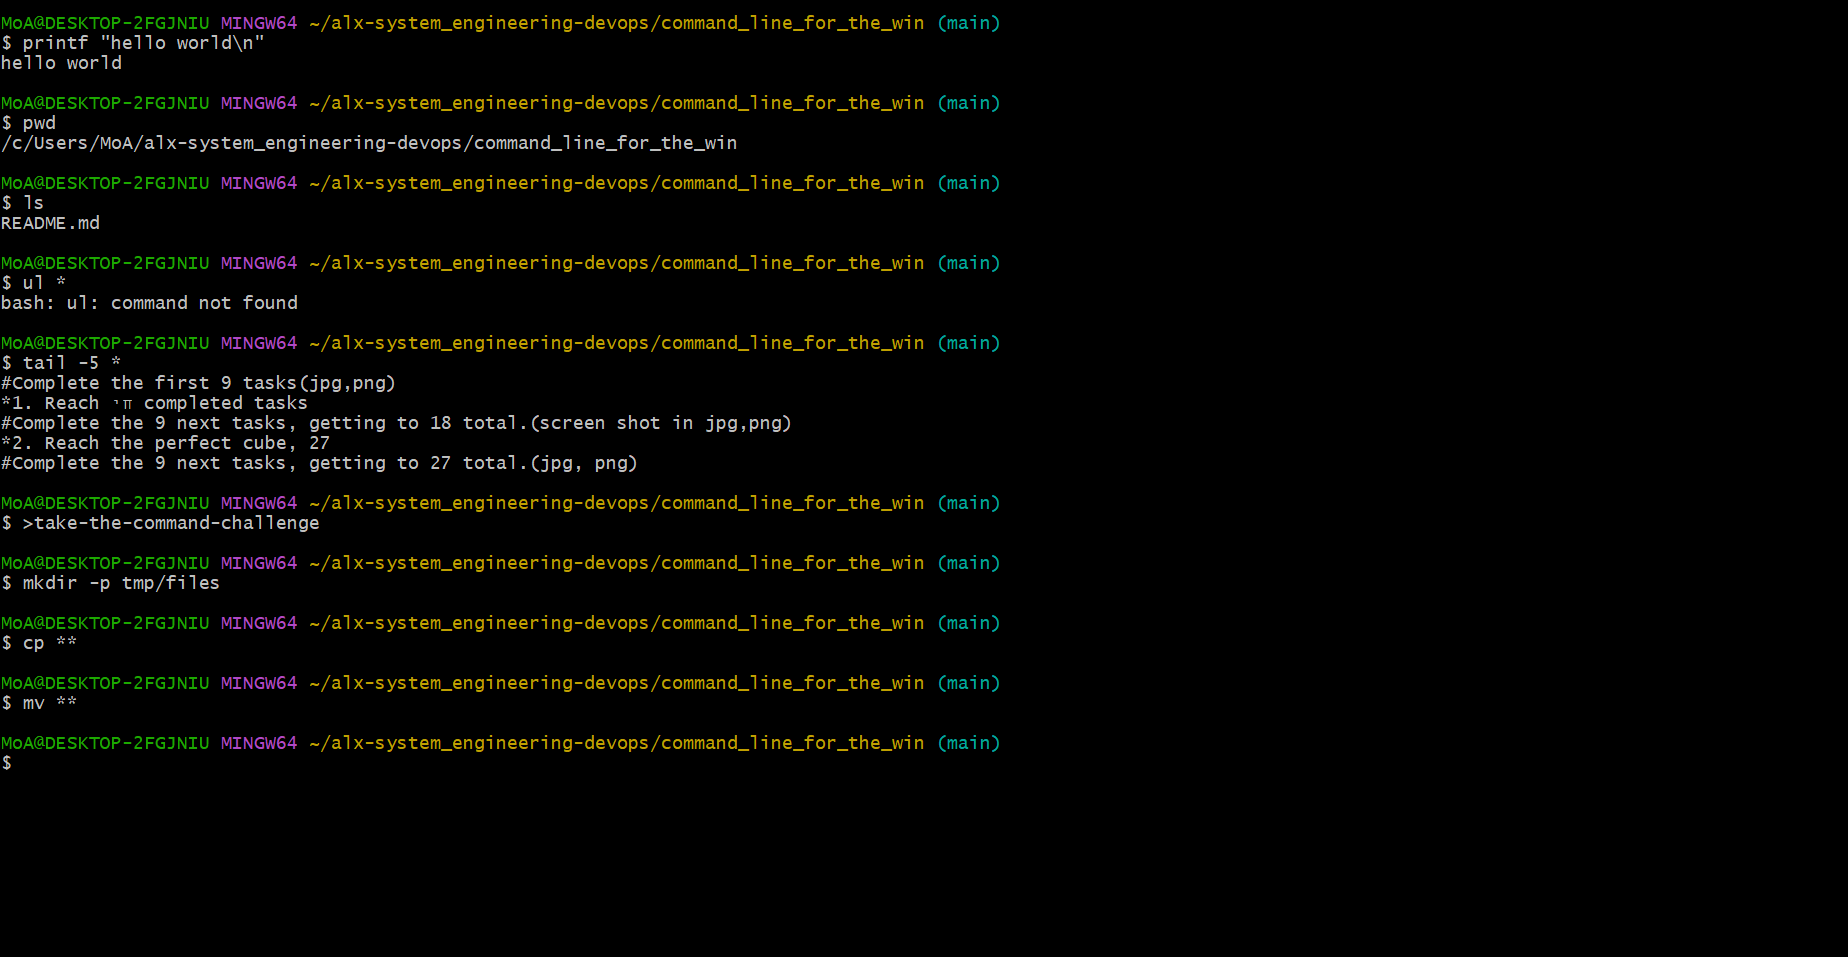 MoA@DESKTOP-2FGJNIU MINGW64 ~/alx-system_engineering-devops/command_line_for_the_win (main)
$ printf "hello world\n"
hello world
MoA@DESKTOP-2FGJNIU MINGW64 ~/alx-system_engineering-devops/command_line_for_the_win (main)
$ pwd
/c/Users/MoA/alx-system_engineering-devops/command_line_for_the_win
MoA@DESKTOP-2FGJNIU MINGW64 ~/alx-system_engineering-devops/command_line_for_the_win (main)
$ ls
README.md
MoA@DESKTOP-2FGJNIU MINGW64 ~/alx-system_engineering-devops/command_line_for_the_win (main)
$ ul *
bash: ul: command not found
MoA@DESKTOP-2FGJNIU MINGW64 ~/alx-system_engineering-devops/command_line_for_the_win (main)
$ tail -5 *
#Complete the first 9 tasks(jpg,png)
*1. Reach completed tasks
#Complete the 9 next tasks, getting to 18 total.(screen shot in jpg,png)
*2. Reach the perfect cube, 27
#Complete the 9 next tasks, getting to 27 total.(jpg, png)
MoA@DESKTOP-2FGJNIU MINGW64 ~/alx-system_engineering-devops/command_line_for_the_win (main)
$ >take-the-command-challenge
MoA@DESKTOP-2FGJNIU MINGW64 ~/alx-system_engineering-devops/command_line_for_the_win (main)
$ mkdir -p tmp/files
MoA@DESKTOP-2FGJNIU MINGW64 ~/alx-system_engineering-devops/command_line_for_the_win (main)
$ cp **
MoA@DESKTOP-2FGJNIU MINGW64 ~/alx-system_engineering-devops/command_line_for_the_win (main)
$ mv **
MoA@DESKTOP-2FGJNIU MINGW64 ~/alx-system_engineering-devops/command_line_for_the_win (main)
$